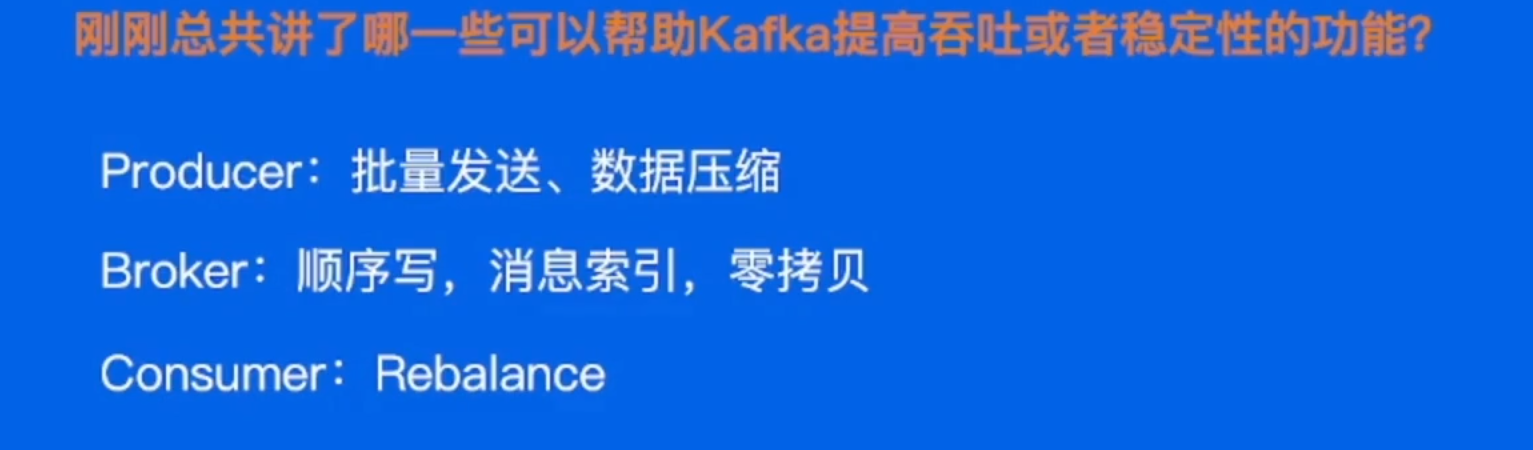 刚刚总共讲了哪一些可以帮助Kafka提高吞吐或者稳定性的功能？
Producer：批量发送、数据压缩
Broker：顺序写，消息索引，零拷贝
Consumer：Rebalance